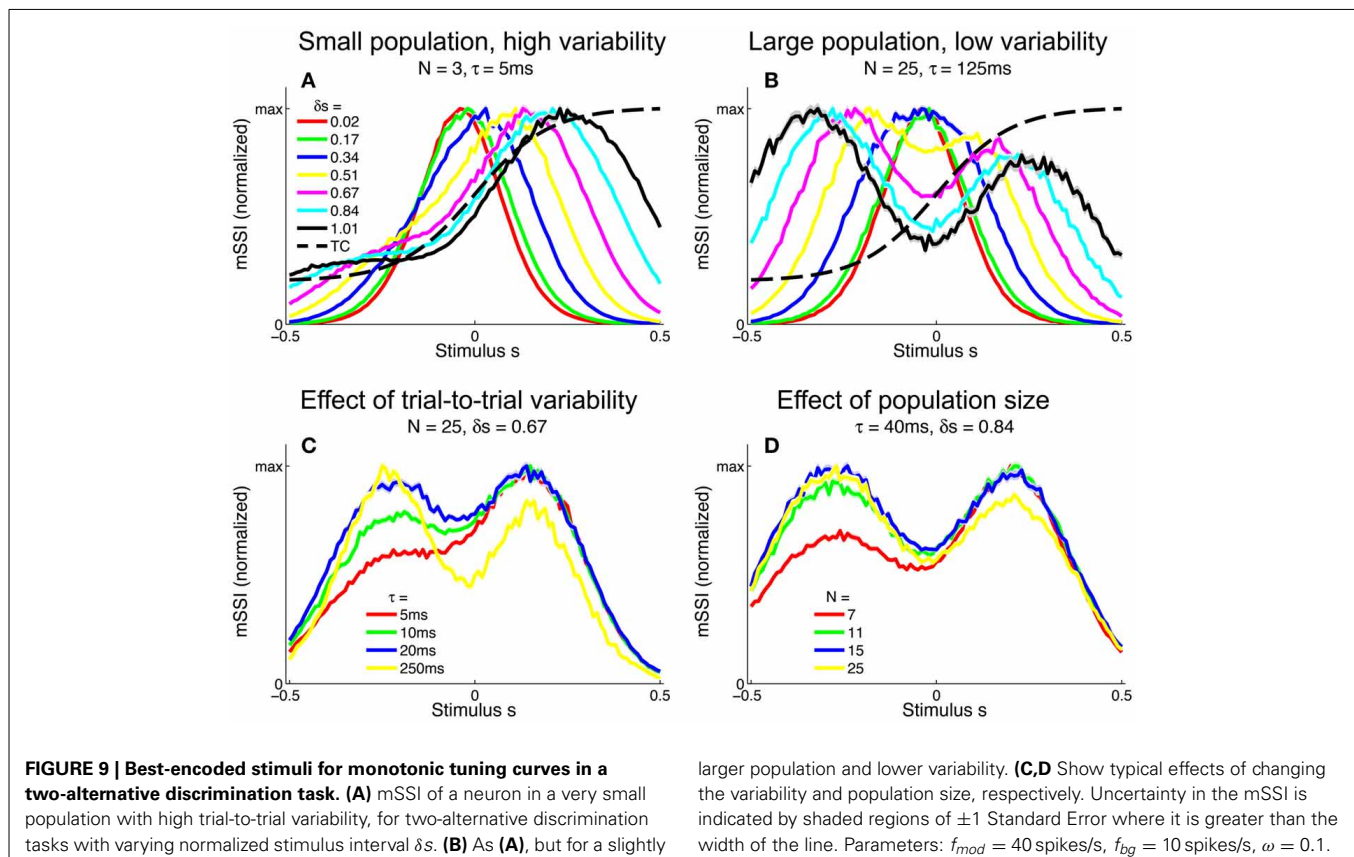 Small population, high variability
N = 3, τ = 5ms
A
max
δs =
0.02
0.17
0.34
0.51
0.67
0.84
1.01
TC
mSSI (normalized)
0
-0.5
0
0.5
Stimulus s
Large population, low variability
N = 25, τ = 125ms
B
max
mSSI (normalized)
0
-0.5
0
0.5
Stimulus s
Effect of trial-to-trial variability
N = 25, δs = 0.67
C
max
τ =
5ms
10ms
20ms
250ms
mSSI (normalized)
0
-0.5
0
0.5
Stimulus s
Effect of population size
τ = 40ms, δs = 0.84
D
max
N =
7
11
15
25
mSSI (normalized)
0
-0.5
0
0.5
Stimulus s
FIGURE 9 | Best-encoded stimuli for monotonic tuning curves in a
two-alternative discrimination task. (A) mSSI of a neuron in a very small
population with high trial-to-trial variability, for two-alternative discrimination
tasks with varying normalized stimulus interval δs. (B) As (A), but for a slightly
larger population and lower variability. (C,D Show typical effects of changing
the variability and population size, respectively. Uncertainty in the mSSI is
indicated by shaded regions of ±1 Standard Error where it is greater than the
width of the line. Parameters: fmod = 40 spikes/s, fbg = 10 spikes/s, ω = 0.1.